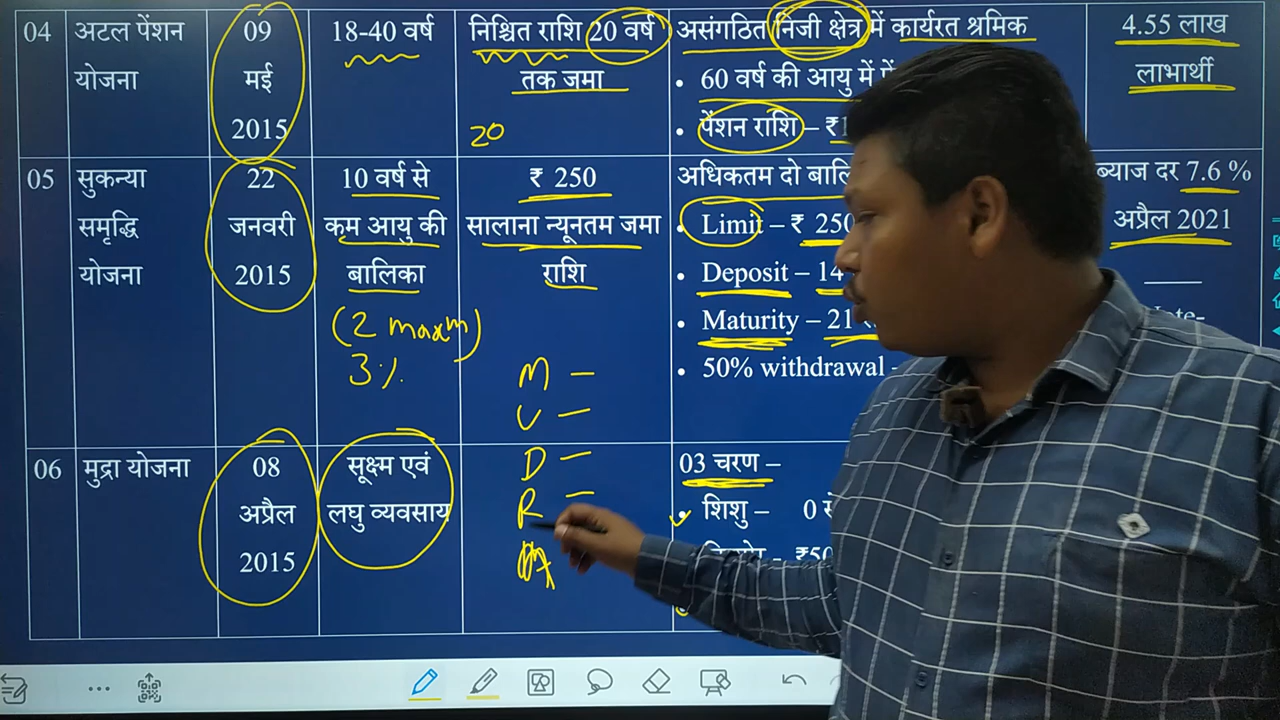 04 अटल पेंशन योजना
09 मई 2015
18-40 वर्ष
निश्चित राशि 20 वर्ष तक जमा
20
असंगठित निजी क्षेत्र में कार्यरत श्रमिक
• 60 वर्ष की आयु में
• पेंशन राशि – ₹1
4.55 लाख
लाभार्थी
05 सुकन्या
समृद्धि
योजना
22
जनवरी
2015
10 वर्ष से
कम आयु की
बालिका
(2 maxm)
3%
₹ 250
सालाना न्यूनतम जमा
राशि
M –
U –
D –
R –
अधिकतम दो
• Limit – ₹ 250
• Deposit – 14
• Maturity – 21
• 50% withdrawal -
ब्याज दर 7.6 %
अप्रैल 2021
06 मुद्रा योजना
08
अप्रैल
2015
सूक्ष्म एवं
लघु व्यवसाय
03 चरण –
• शिशु – 0 से